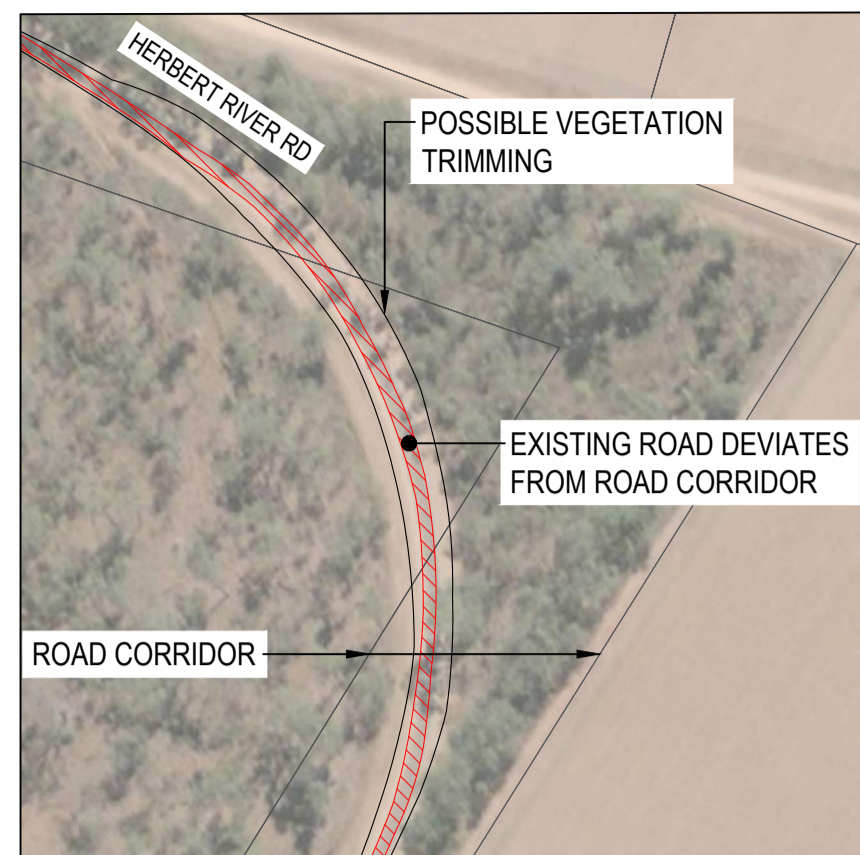 HERBERT RIVER RD
POSSIBLE VEGETATION
TRIMMING
EXISTING ROAD DEVIATES
FROM ROAD CORRIDOR
ROAD CORRIDOR